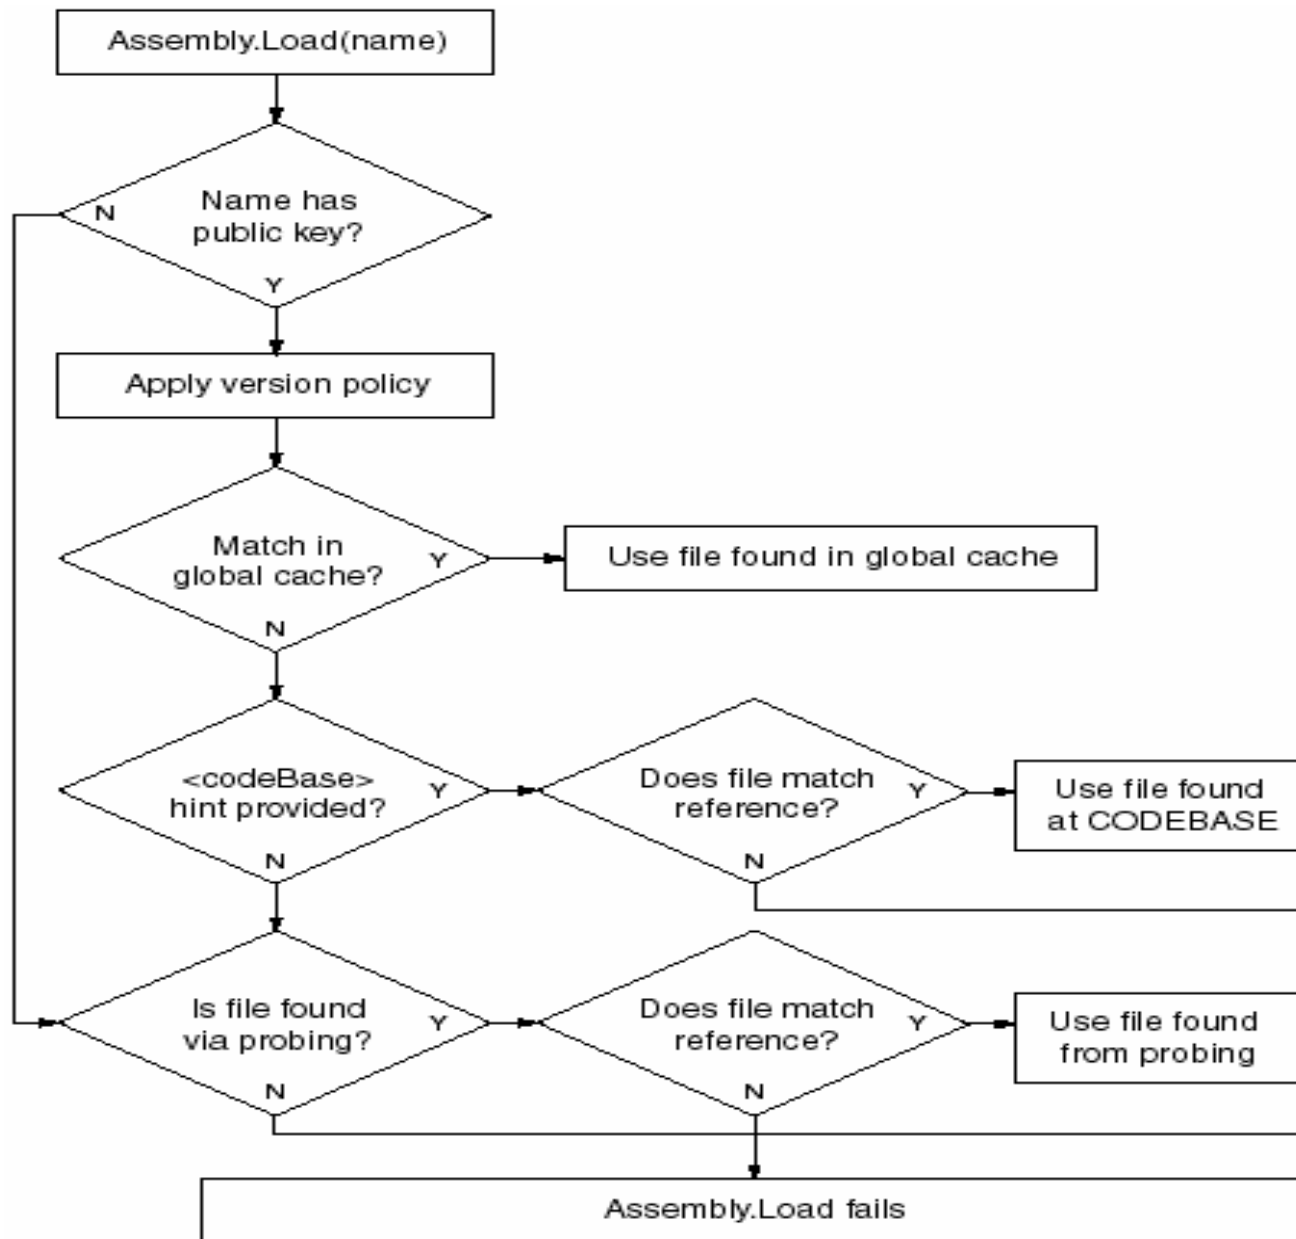 Assembly.Load(name)
Name has
public key?
N
Y
Apply version policy
Match in
global cache?
Y
N
Use file found in global cache
<codeBase>
hint provided?
Y
N
Does file match
reference?
Y
N
Use file found
at CODEBASE
Is file found
via probing?
Y
N
Does file match
reference?
Y
N
Use file found
from probing
Assembly.Load fails